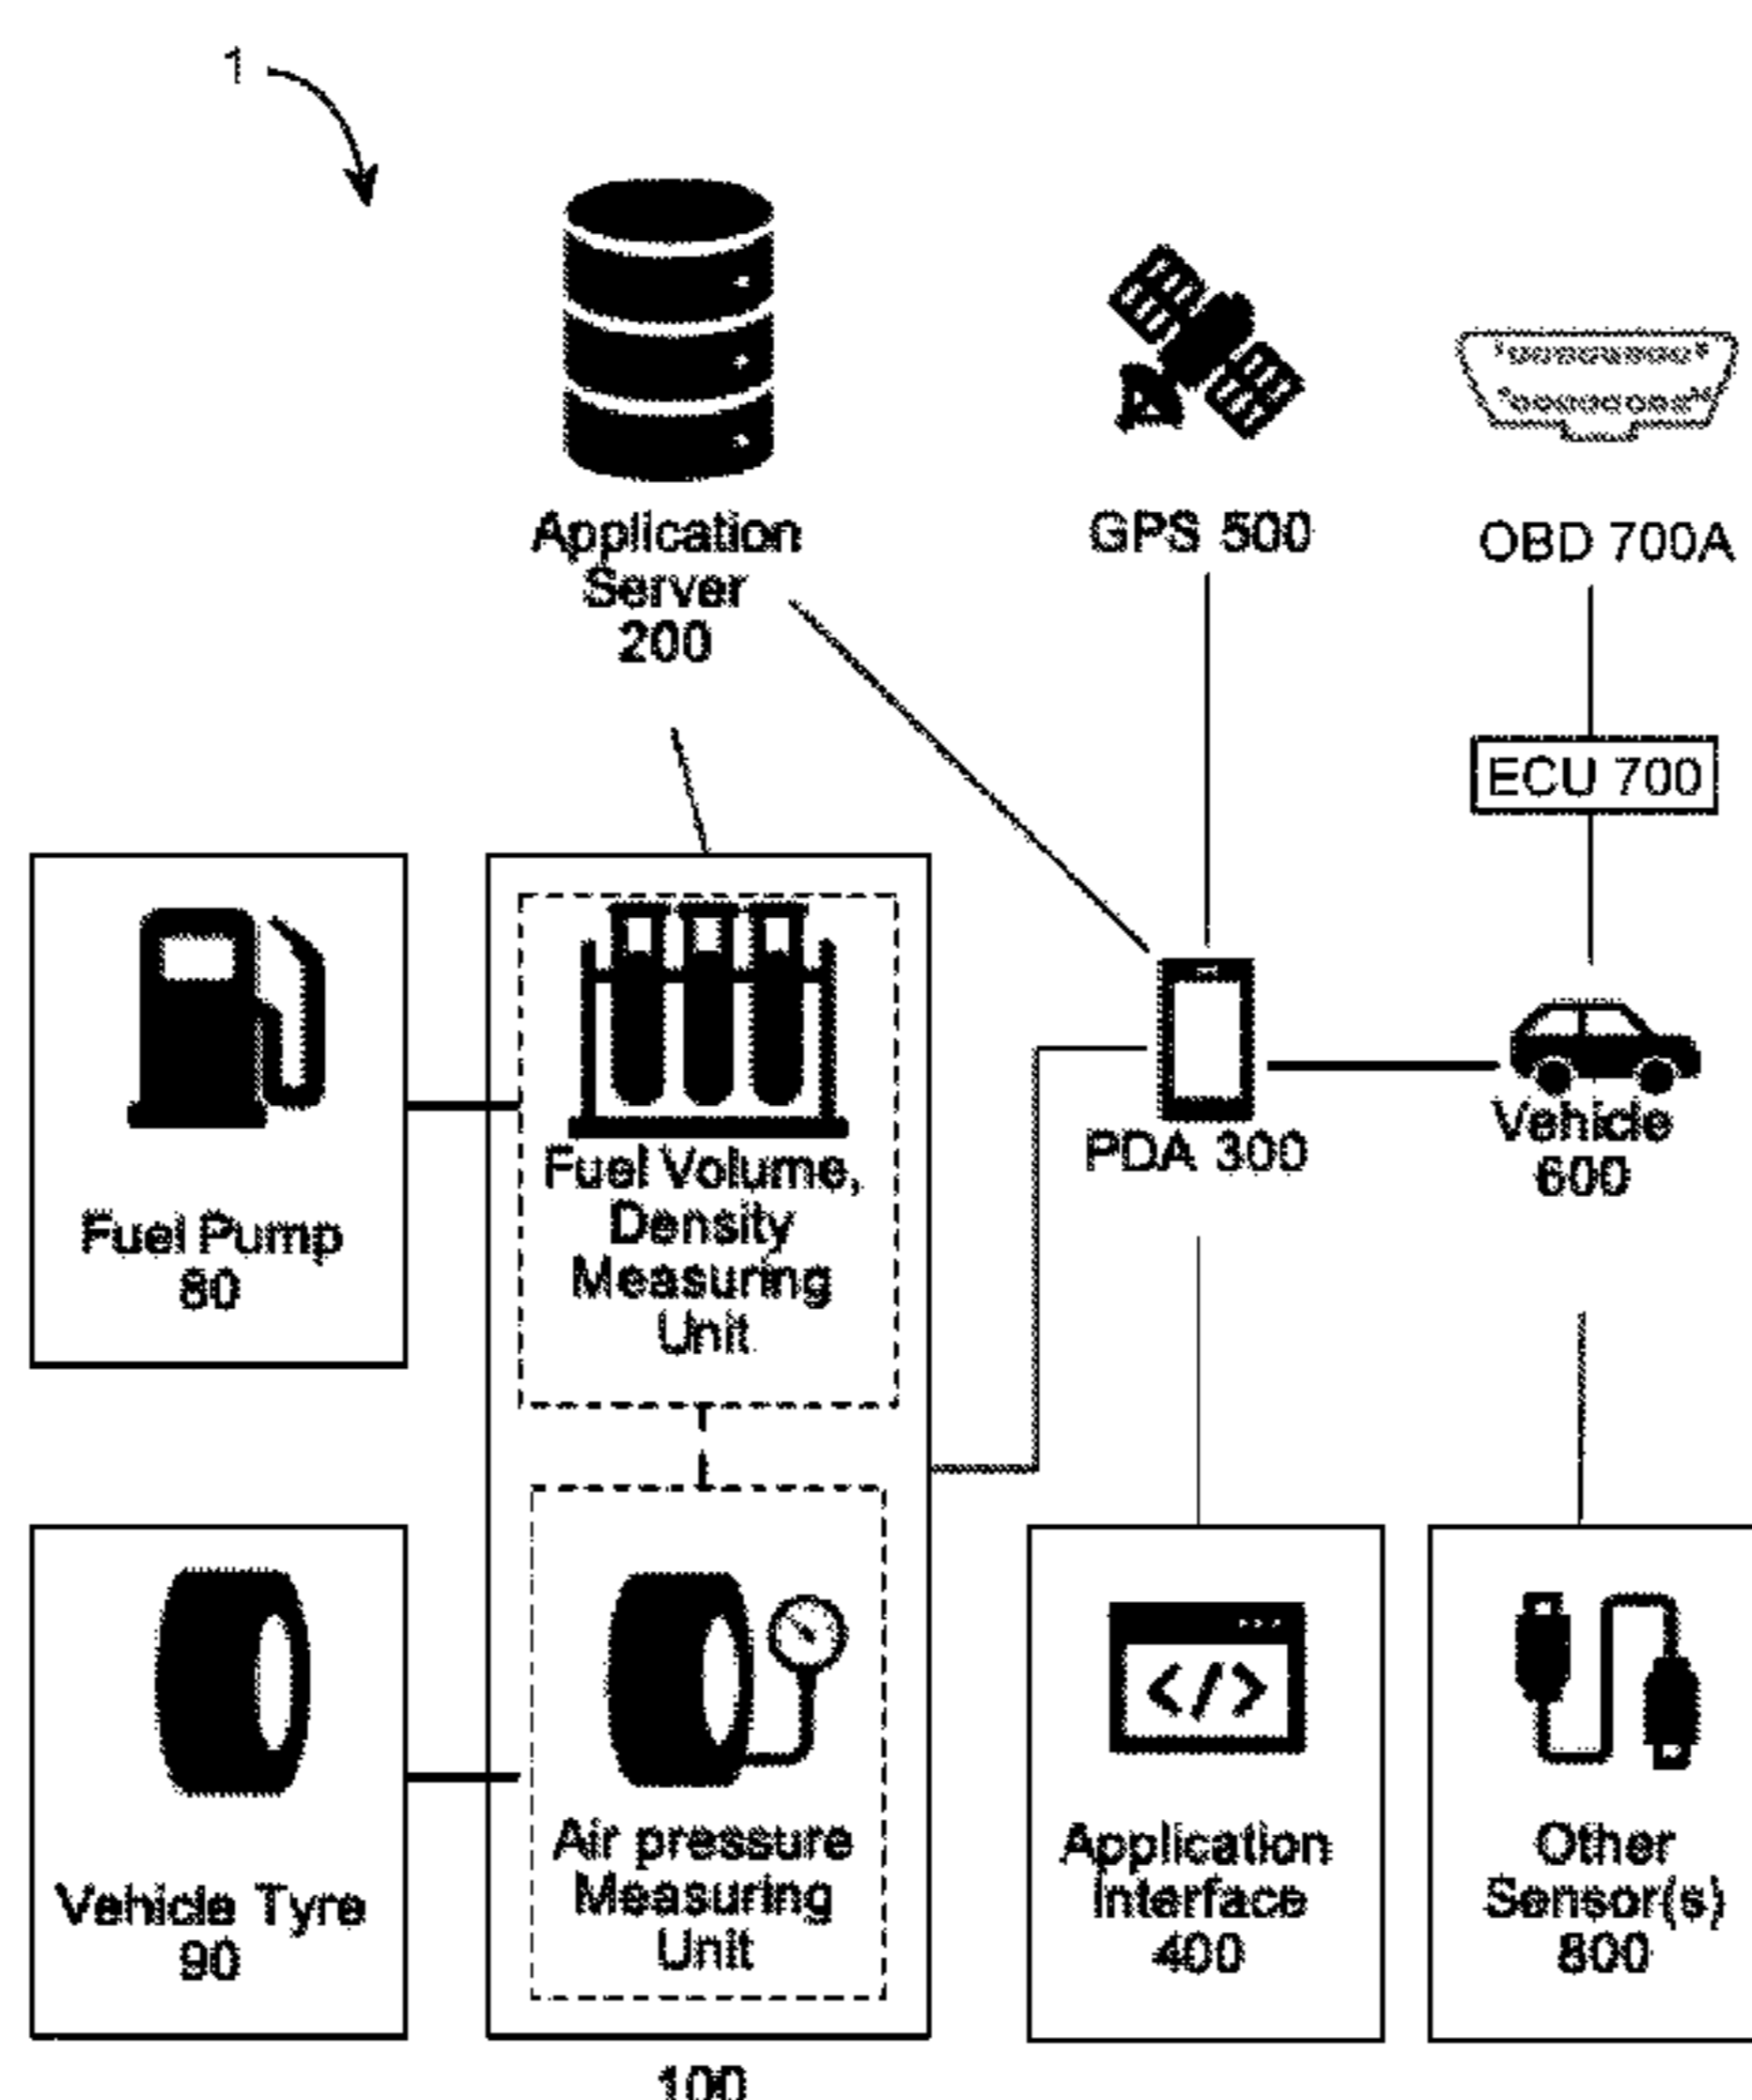 1
Application
Server
200
GPS 500
OBD 700A
ECU 700
Fuel Pump
80
Fuel Volume,
Density
Measuring
Unit
PDA 300
Vehicle
600
Vehicle Tyre
90
Air pressure
Measuring
Unit
</>
Application
Interface
400
Other
Sensor(s)
800
100